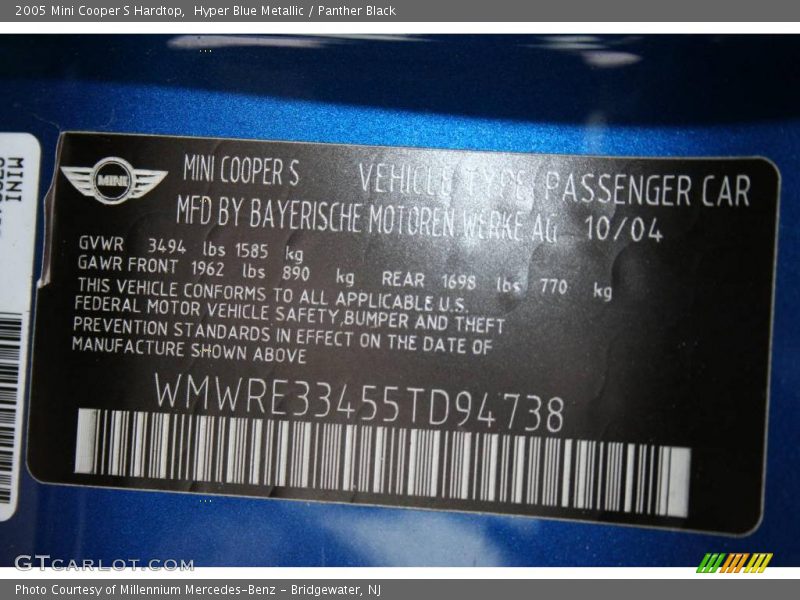 2005 Mini Cooper S Hardtop,  Hyper Blue Metallic / Panther Black
MINI
MINI
MINI COOPER S VEHICLE TYPE PASSENGER CAR
MFD BY BAYERISCHE MOTOREN WERKE AG 10/04
GVWR 3494 lbs 1585 kg
GAWR FRONT 1962 lbs 890 kg REAR 1698 lbs 770 kg
THIS VEHICLE CONFORMS TO ALL APPLICABLE U.S.
FEDERAL MOTOR VEHICLE SAFETY,BUMPER AND THEFT
PREVENTION STANDARDS IN EFFECT ON THE DATE OF
MANUFACTURE SHOWN ABOVE
WMWRE33455TD94738
GTcarlot.com
Photo Courtesy of Millennium Mercedes-Benz - Bridgewater, NJ